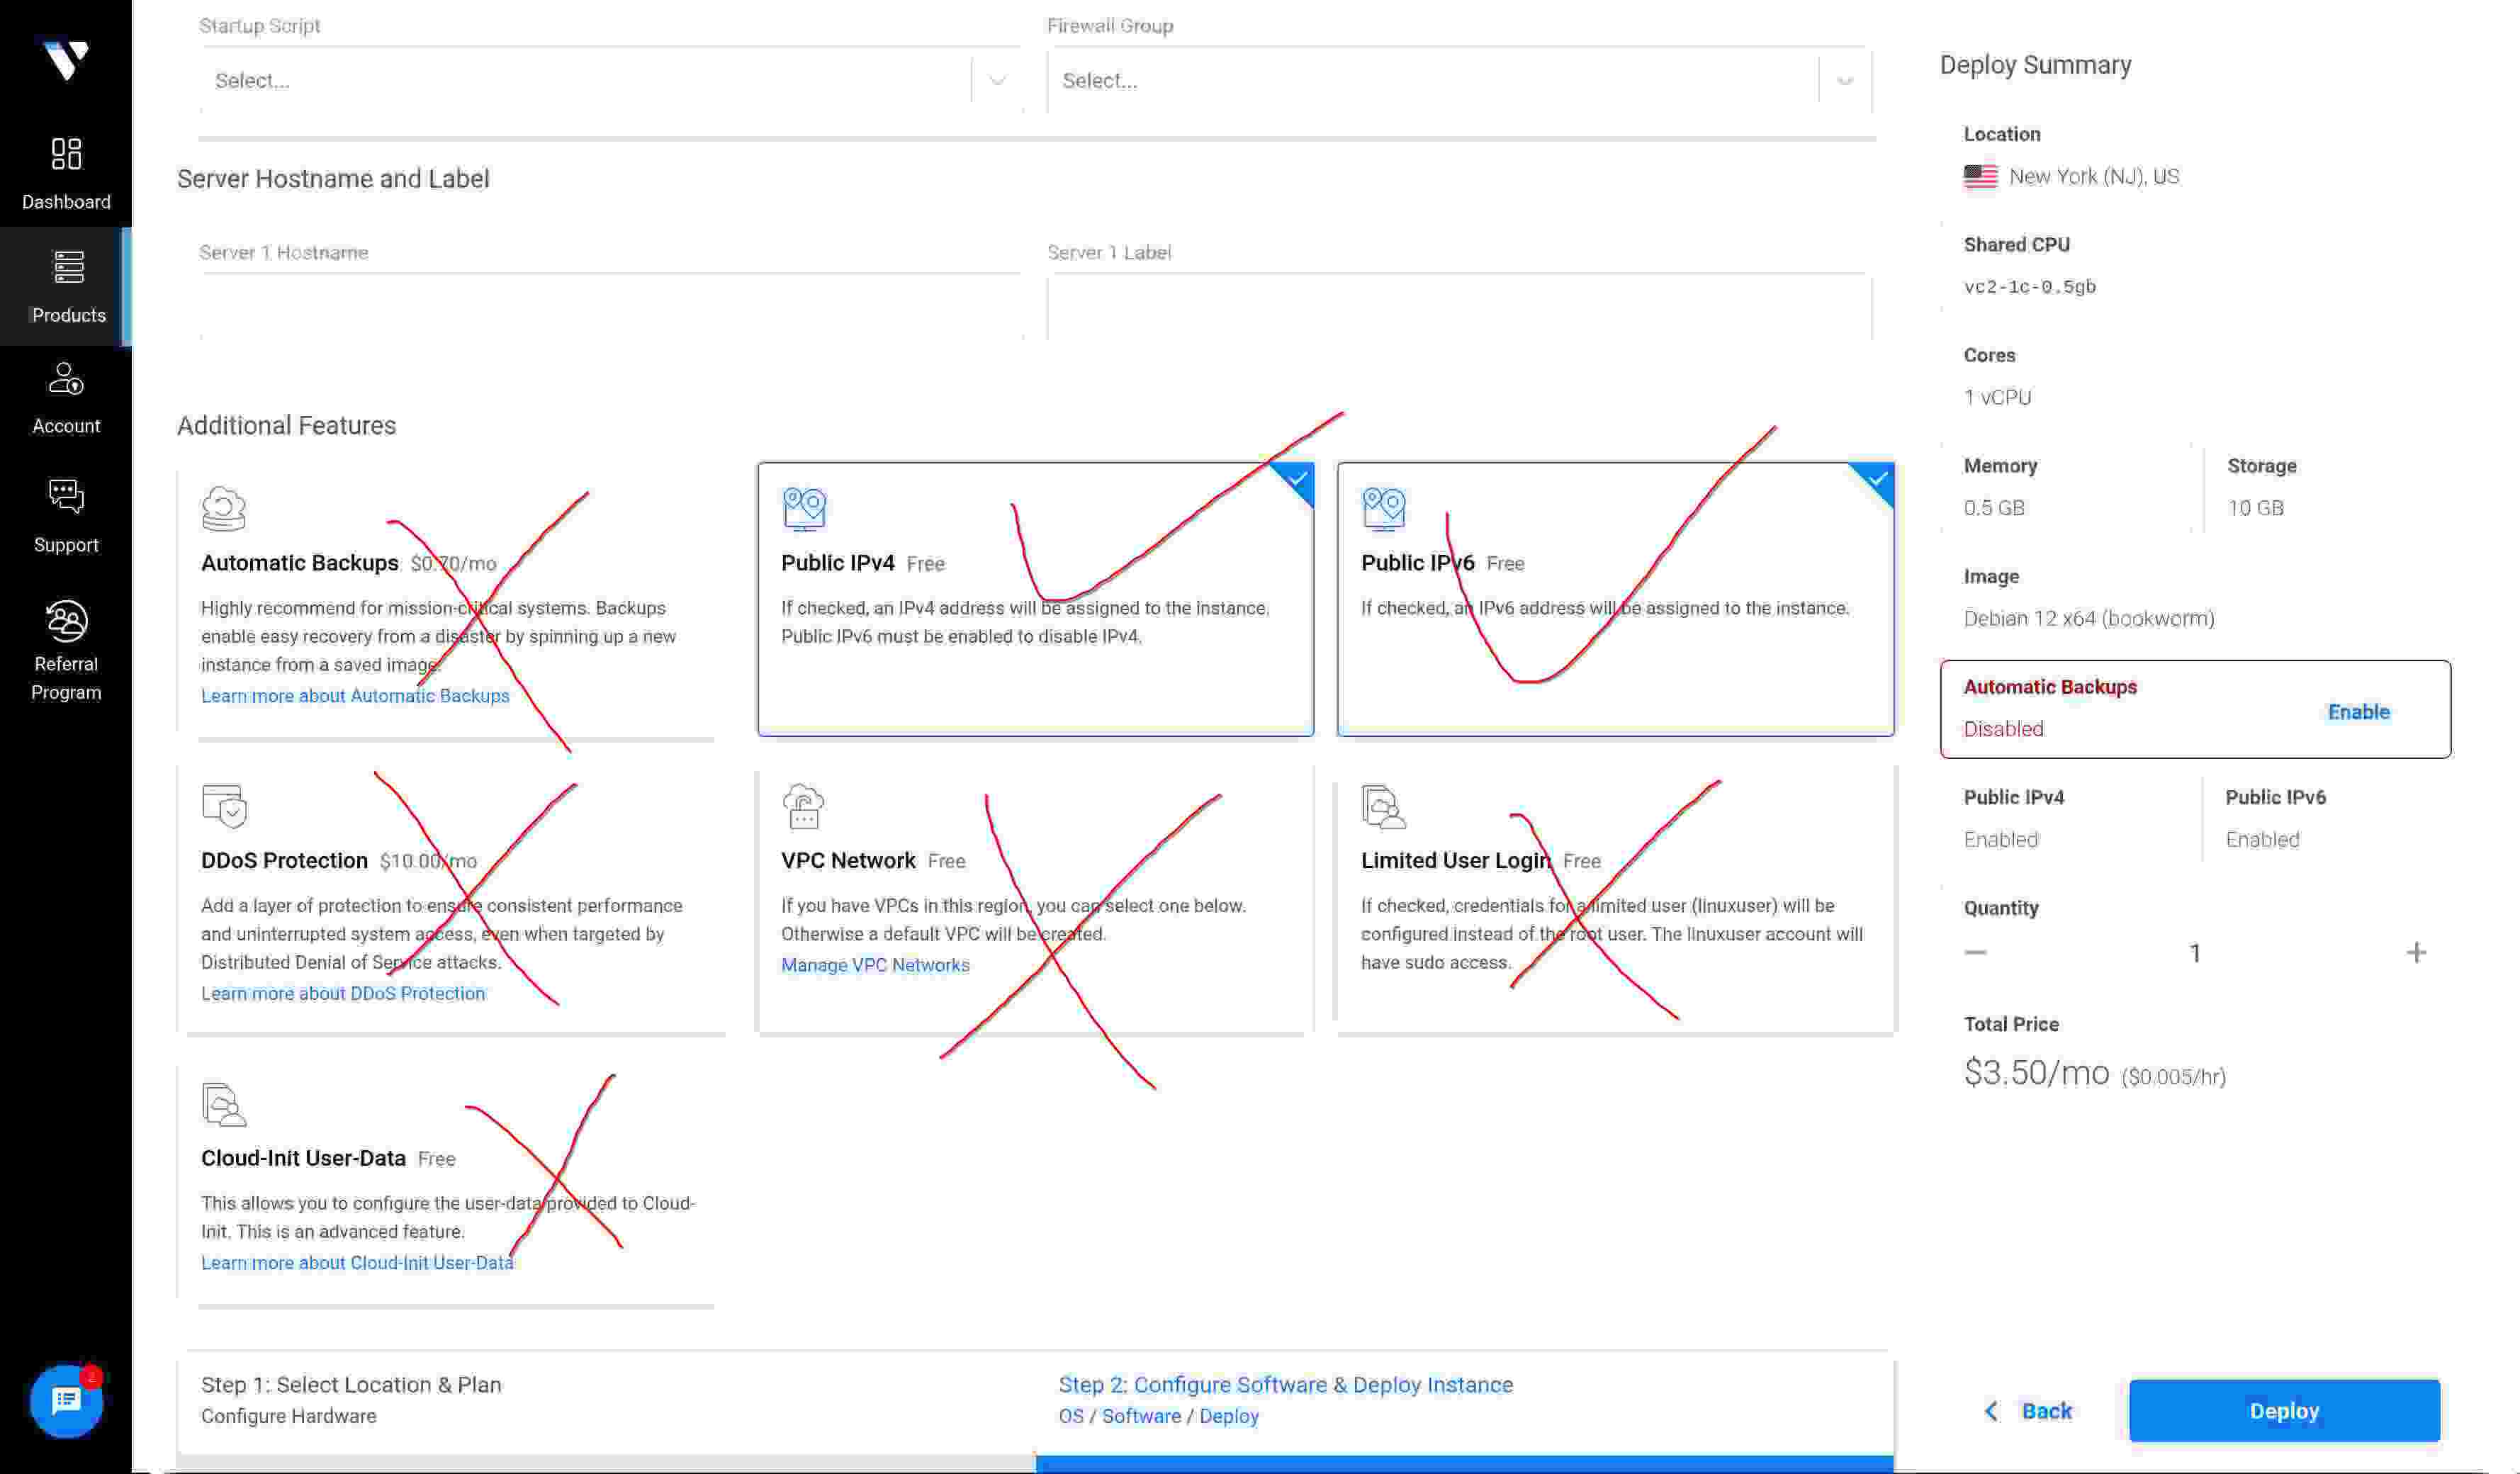 Dashboard
Products
Account
Support
Referral
Program
2
Startup Script
Select...
Firewall Group
Select...
Server Hostname and Label
Server 1 Hostname
Server 1 Label
Additional Features
Automatic Backups $0.70/mo
Highly recommend for mission-critical systems. Backups
enable easy recovery from a disaster by spinning up a new
instance from a saved image.
Learn more about Automatic Backups
Public IPv4 Free
If checked, an IPv4 address will be assigned to the instance.
Public IPv6 must be enabled to disable IPv4.
Public IPv6 Free
If checked, an IPv6 address will be assigned to the instance.
DDoS Protection $10.00/mo
Add a layer of protection to ensure consistent performance
and uninterrupted system access, even when targeted by
Distributed Denial of Service attacks.
Learn more about DDoS Protection
VPC Network Free
If you have VPCs in this region, you can select one below.
Otherwise a default VPC will be created.
Manage VPC Networks
Limited User Login Free
If checked, credentials for a limited user (linuxuser) will be
configured instead of the root user. The linuxuser account will
have sudo access.
Cloud-Init User-Data Free
This allows you to configure the user-data provided to Cloud-
Init. This is an advanced feature.
Learn more about Cloud-Init User-Data
Step 1: Select Location & Plan
Configure Hardware
Step 2: Configure Software & Deploy Instance
OS / Software / Deploy
Deploy Summary
Location
New York (NJ), US
Shared CPU
vc2-1c-0.5gb
Cores
1 vCPU
Memory
0.5 GB
Storage
10 GB
Image
Debian 12 x64 (bookworm)
Automatic Backups
Disabled
Enable
Public IPv4
Enabled
Public IPv6
Enabled
Quantity
1
Total Price
$3.50/mo ($0.005/hr)
Back
Deploy